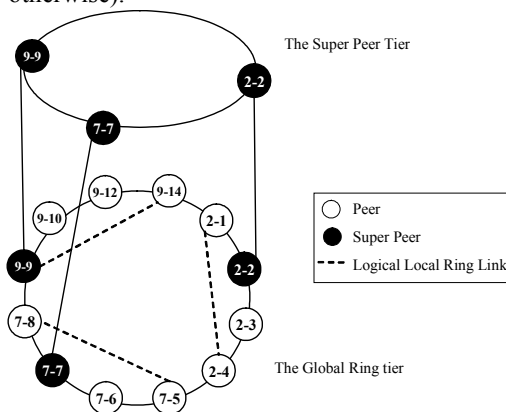 otherwise).
The Super Peer Tier
9-9
2-2
7-7
9-12
9-14
9-10
2-1
Peer
Super Peer
Logical Local Ring Link
9-9
2-2
7-8
2-3
7-7
2-4
The Global Ring tier
7-6
7-5